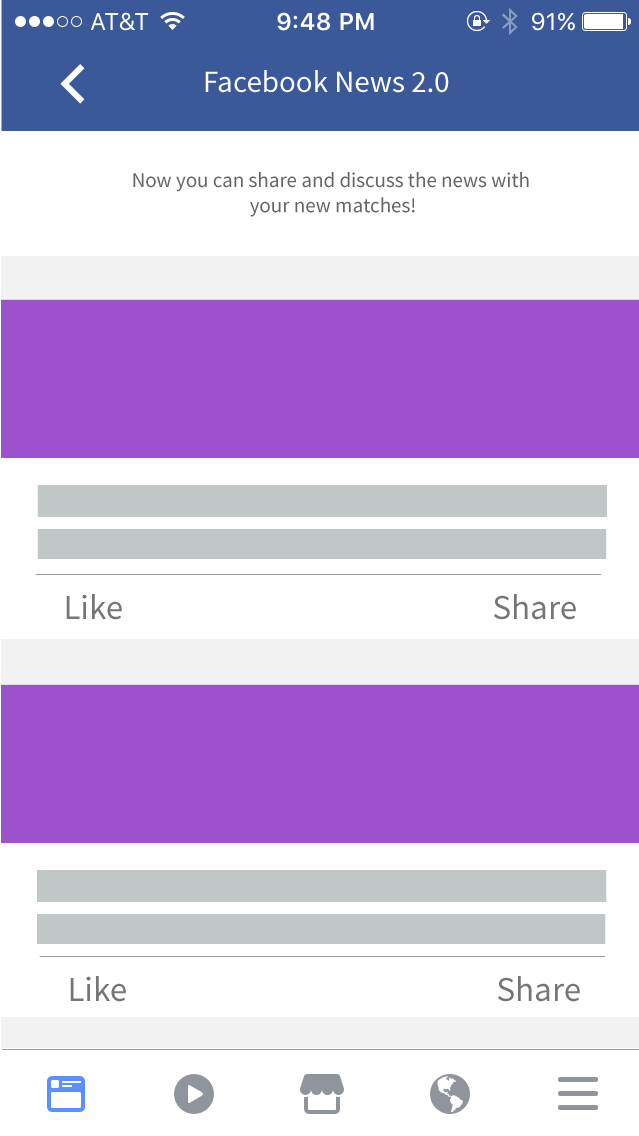 AT&T 9:48 PM 91%
Facebook News 2.0
Now you can share and discuss the news with
your new matches!
Like Share
Like Share